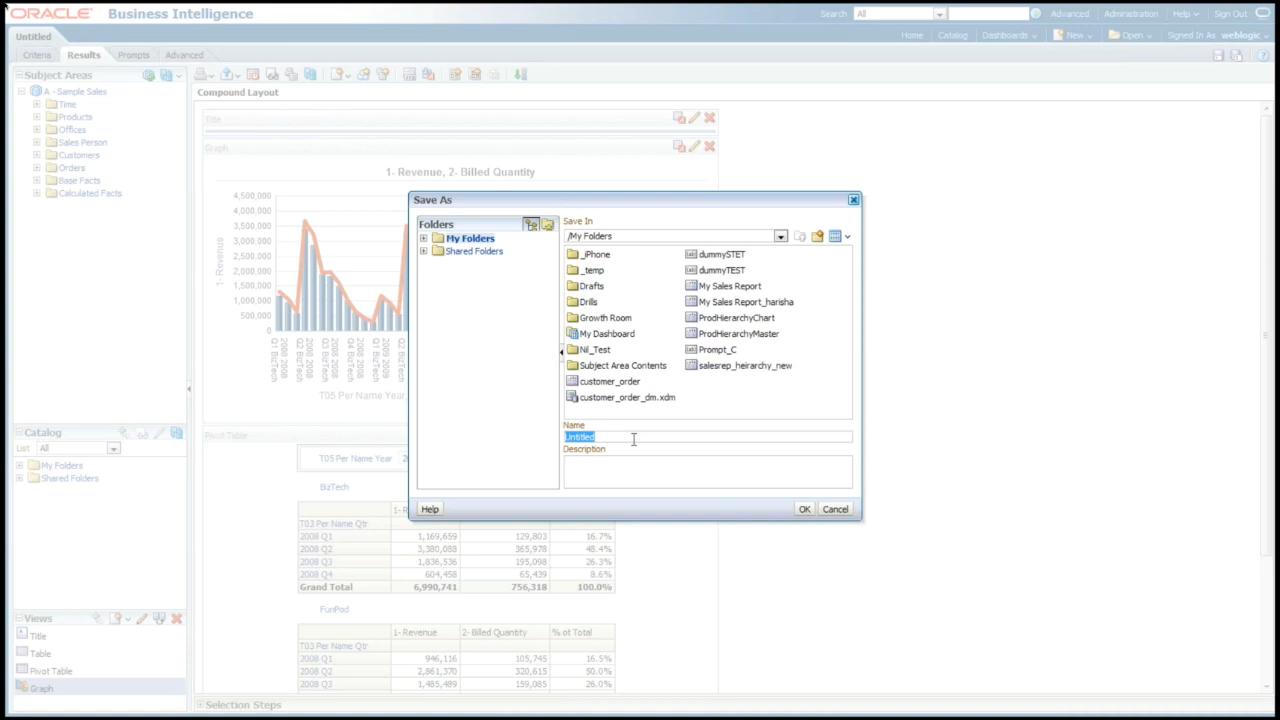 ORACLE Business Intelligence
Search All Advanced Administration Help Sign Out
Untitled
Home Catalog Dashboards New Open Signed In As weblogic
Criteria Results Prompts Advanced
Subject Areas
A - Sample Sales
Time
Products
Offices
Sales Person
Customers
Orders
Base Facts
Calculated Facts
Compound Layout
Title
Graph
1- Revenue, 2- Billed Quantity
1- Revenue
4,500,000
4,000,000
3,500,000
3,000,000
2,500,000
2,000,000
1,500,000
1,000,000
500,000
0
T05 Per Name Year,
Save As
Folders
My Folders
Shared Folders
Save In
/My Folders
_iPhone
_temp
Drafts
Drills
Growth Room
My Dashboard
Nil_Test
Subject Area Contents
customer_order
customer_order_dm.xdm
dummySTET
dummyTEST
My Sales Report
My Sales Report_harisha
ProdHierarchyChart
ProdHierarchyMaster
Prompt_C
salesrep_heirarchy_new
Name
Untitled
Description
Help OK Cancel
Catalog
List All
My Folders
Shared Folders
Pivot Table
T05 Per Name Year
BizTech
T03 Per Name Qtr
2008 Q1 1,169,659 129,803 16.7%
2008 Q2 3,380,088 365,978 48.4%
2008 Q3 1,836,536 195,098 26.3%
2008 Q4 604,458 65,439 8.6%
Grand Total 6,990,741 756,318 100.0%
FunPod
1- Revenue 2- Billed Quantity % of Total
T03 Per Name Qtr
2008 Q1 946,116 105,745 16.5%
2008 Q2 2,861,370 320,615 50.0%
2008 Q3 1,485,489 159,085 26.0%
Views
Title
Table
Pivot Table
Graph
Selection Steps